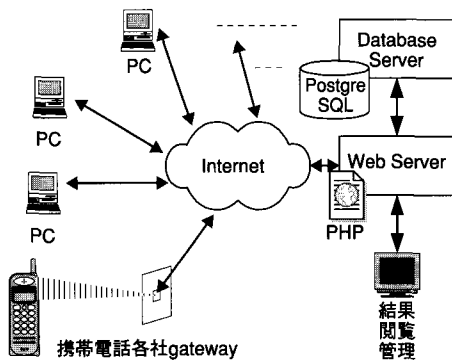 PC
Database
Server
Postgre
SQL
PC
Internet
Web Server
PC
PHP
携帯電話各社gateway
結果
閲覧
管理